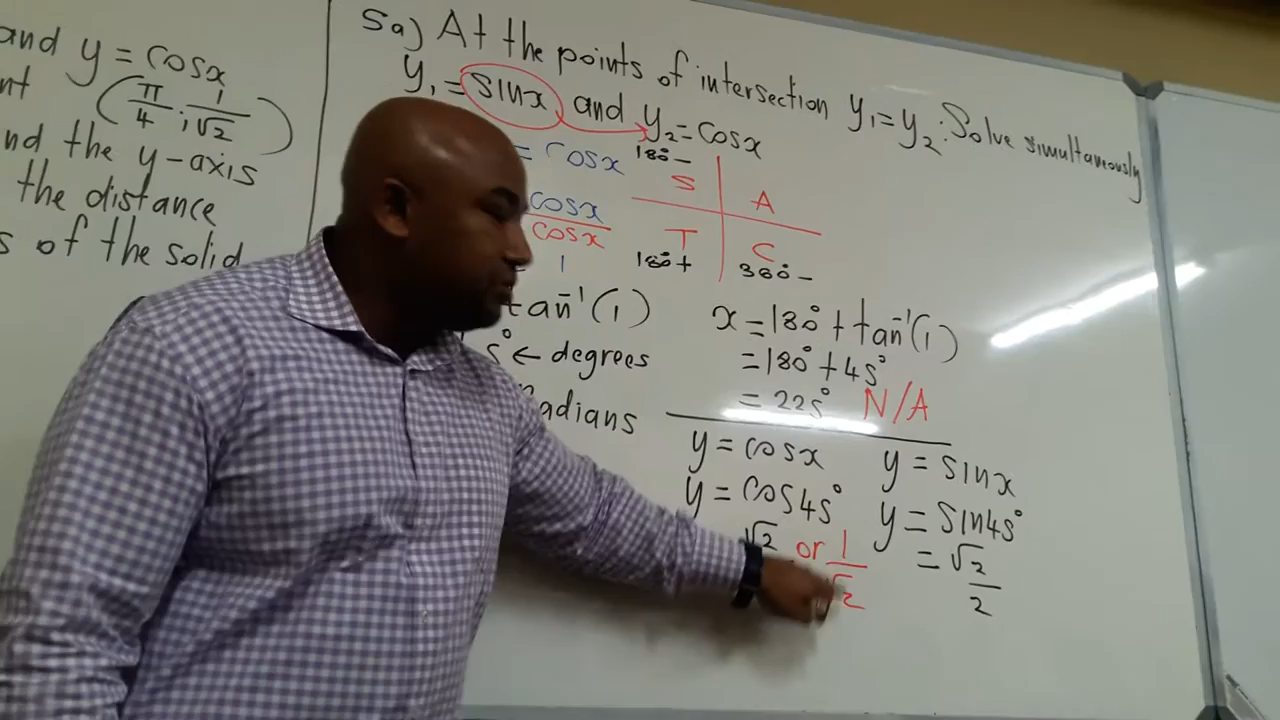 and y = cosx
nt (π/4 ; 1/√2)
nd the y-axis
the distance
s of the solid
5a) At the points of intersection y₁=y₂ ∴ Solve simultaneously
y₁ = sinx and y₂=cosx
= cosx
cosx/cosx
1
180°- 
S A
T C
180°+ 360°-
tan⁻¹(1)
5° ← degrees
adians
x = 180° + tan⁻¹(1)
= 180° + 45°
= 225° N/A
y = cosx
y = cos45°
√2 or 1/√2
y = sinx
y = sin45°
= √2/2